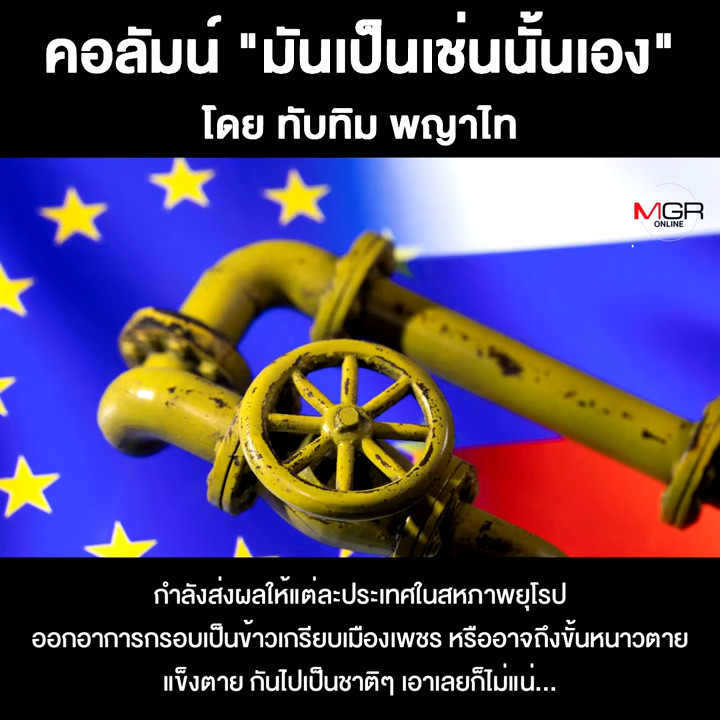 คอลัมน์ "มันเป็นเช่นนั้นเอง"
โดย ทับทิม พญาไท
MGR
ONLINE
กำลังส่งผลให้แต่ละประเทศในสหภาพยุโรป
ออกอาการกรอบเป็นข้าวเกรียบเมืองเพชร หรืออาจถึงขั้นหนาวตาย
แข็งตาย กันไปเป็นชาติๆ เอาเลยก็ไม่แน่...